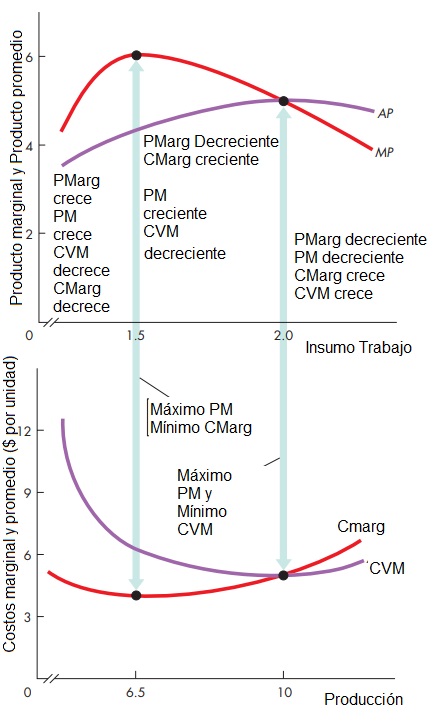 Producto marginal y Producto promedio
6
4
2
0
AP
MP
PMarg
crece
PM
crece
CVM
decrece
CMarg
decrece
PMarg Decreciente
CMarg creciente
PM
creciente
CVM
decreciente
PMarg decreciente
PM decreciente
CMarg crece
CVM crece
1.5
2.0
Insumo Trabajo
Costos marginal y promedio ($ por unidad)
12
9
6
3
0
Máximo PM
Mínimo CMarg
Máximo
PM y
Mínimo
CVM
Cmarg
CVM
6.5
10
Producción